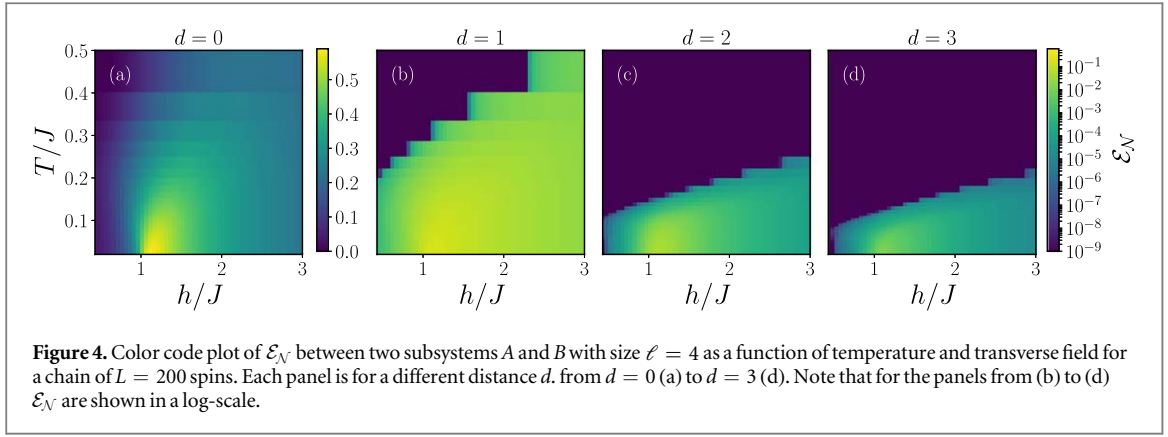 d = 0
d = 1
d = 2
d = 3
0.5
0.4
0.3
0.2
0.1
T/J
(a)
(b)
(c)
(d)
0.5
0.4
0.3
0.2
0.1
0.0
10⁻¹
10⁻²
10⁻³
10⁻⁴
10⁻⁵
10⁻⁶
10⁻⁷
10⁻⁸
10⁻⁹
ℰ_𝒩
1 2 3
1 2 3
1 2 3
1 2 3
h/J
h/J
h/J
h/J
Figure 4. Color code plot of ℰ_𝒩 between two subsystems A and B with size ℓ = 4 as a function of temperature and transverse field for
a chain of L = 200 spins. Each panel is for a different distance d. from d = 0 (a) to d = 3 (d). Note that for the panels from (b) to (d)
ℰ_𝒩 are shown in a log-scale.